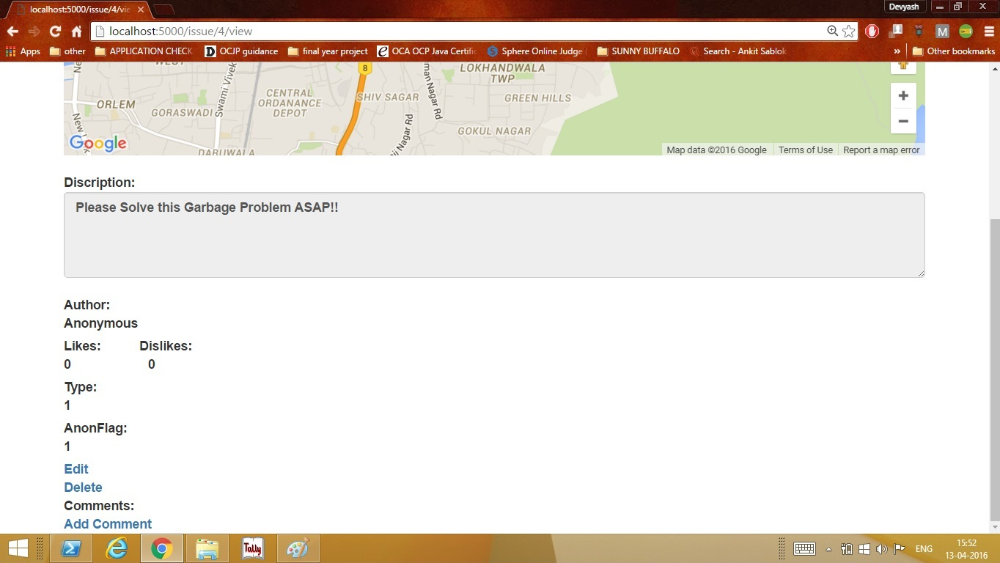 localhost:5000/issue/4/vie
Devyash
localhost:5000/issue/4/view
Apps other APPLICATION CHECK OCJP guidance final year project OCA OCP Java Certific Sphere Online Judge SUNNY BUFFALO Search - Ankit Sablok » Other bookmarks
8
LOKHANDWALA
TWP
ORLEM
GORASWADI
Swami Vivek
CENTRAL
ORDANANCE
DEPOT
SHIV SAGAR
man Nagar Rd
GREEN HILLS
GOKUL NAGAR
Nagar Rd
DARUWALA
Google
Map data ©2016 Google Terms of Use Report a map error
Discription:
Please Solve this Garbage Problem ASAP!!
Author:
Anonymous
Likes: Dislikes:
0 0
Type:
1
AnonFlag:
1
Edit
Delete
Comments:
Add Comment
Tally
ENG
15:52
13-04-2016